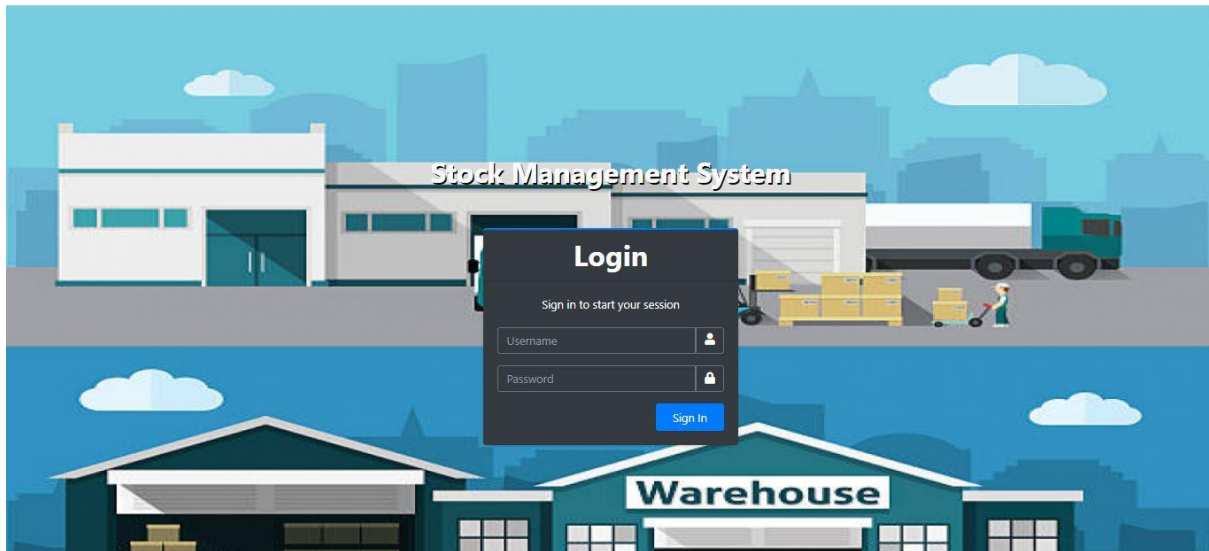 Stock Management System
Login
Sign in to start your session
Username
Password
Sign In
Warehouse